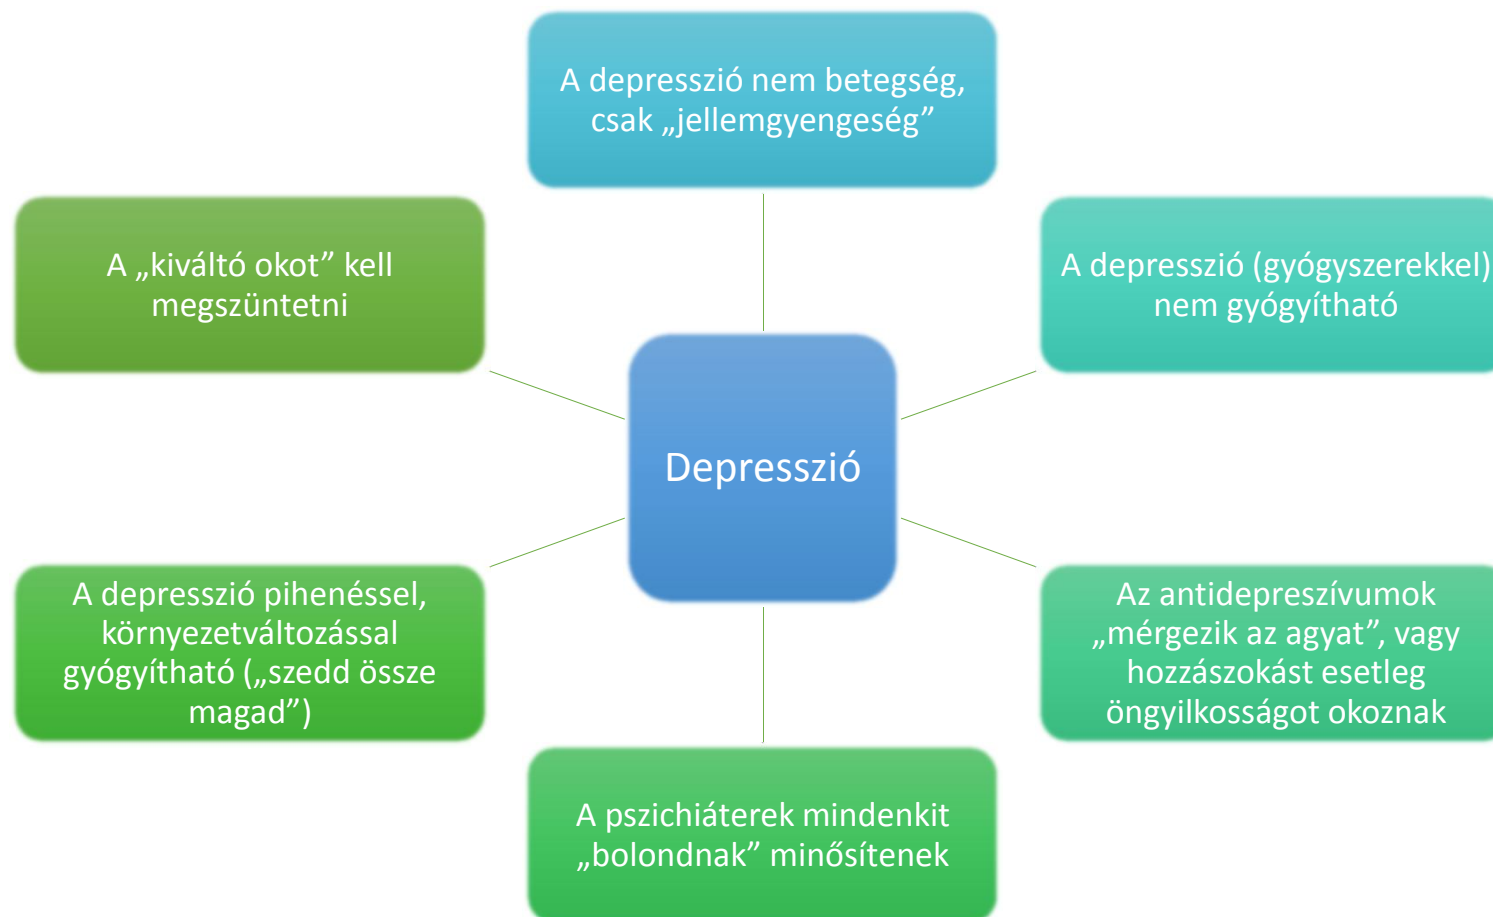 A depresszió nem betegség,
csak „jellemgyengeség”
A „kiváltó okot” kell
megszüntetni
A depresszió (gyógyszerekkel)
nem gyógyítható
Depresszió
A depresszió pihenéssel,
környezetváltozással
gyógyítható („szedd össze
magad”)
Az antidepreszívumok
„mérgezik az agyat”, vagy
hozzászokást esetleg
öngyilkosságot okoznak
A pszichiáterek mindenkit
„bolondnak” minősítenek